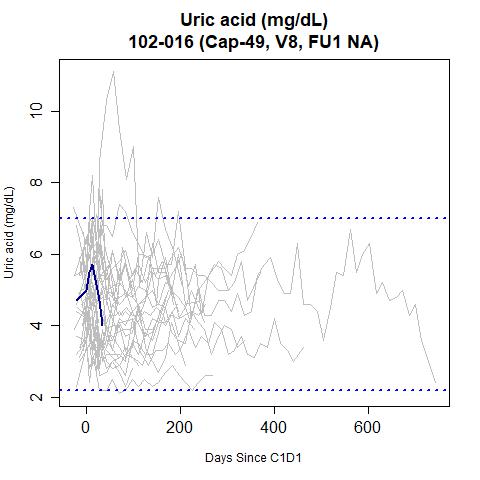 Uric acid (mg/dL)
102-016 (Cap-49, V8, FU1 NA)
Uric acid (mg/dL)
10
8
6
4
2
0
200
400
600
Days Since C1D1